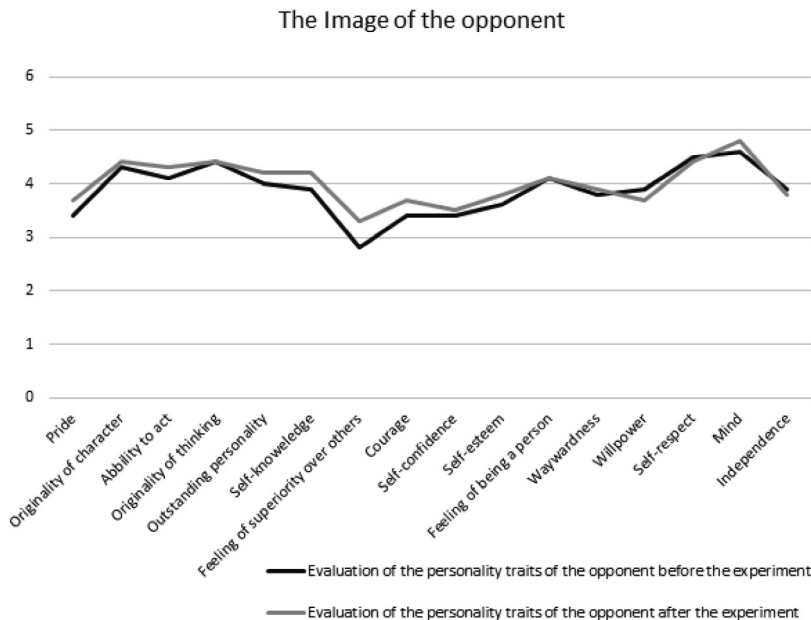 The Image of the opponent
6
5
4
3
2
1
0
Pride
Originality of character
Abbility to act
Originality of thinking
Outstanding personality
Self-knowledge
Feeling of superiority over others
Courage
Self-confidence
Self-esteem
Feeling of being a person
Waywardness
Willpower
Self-respect
Mind
Independence
Evaluation of the personality traits of the opponent before the experiment
Evaluation of the personality traits of the opponent after the experiment